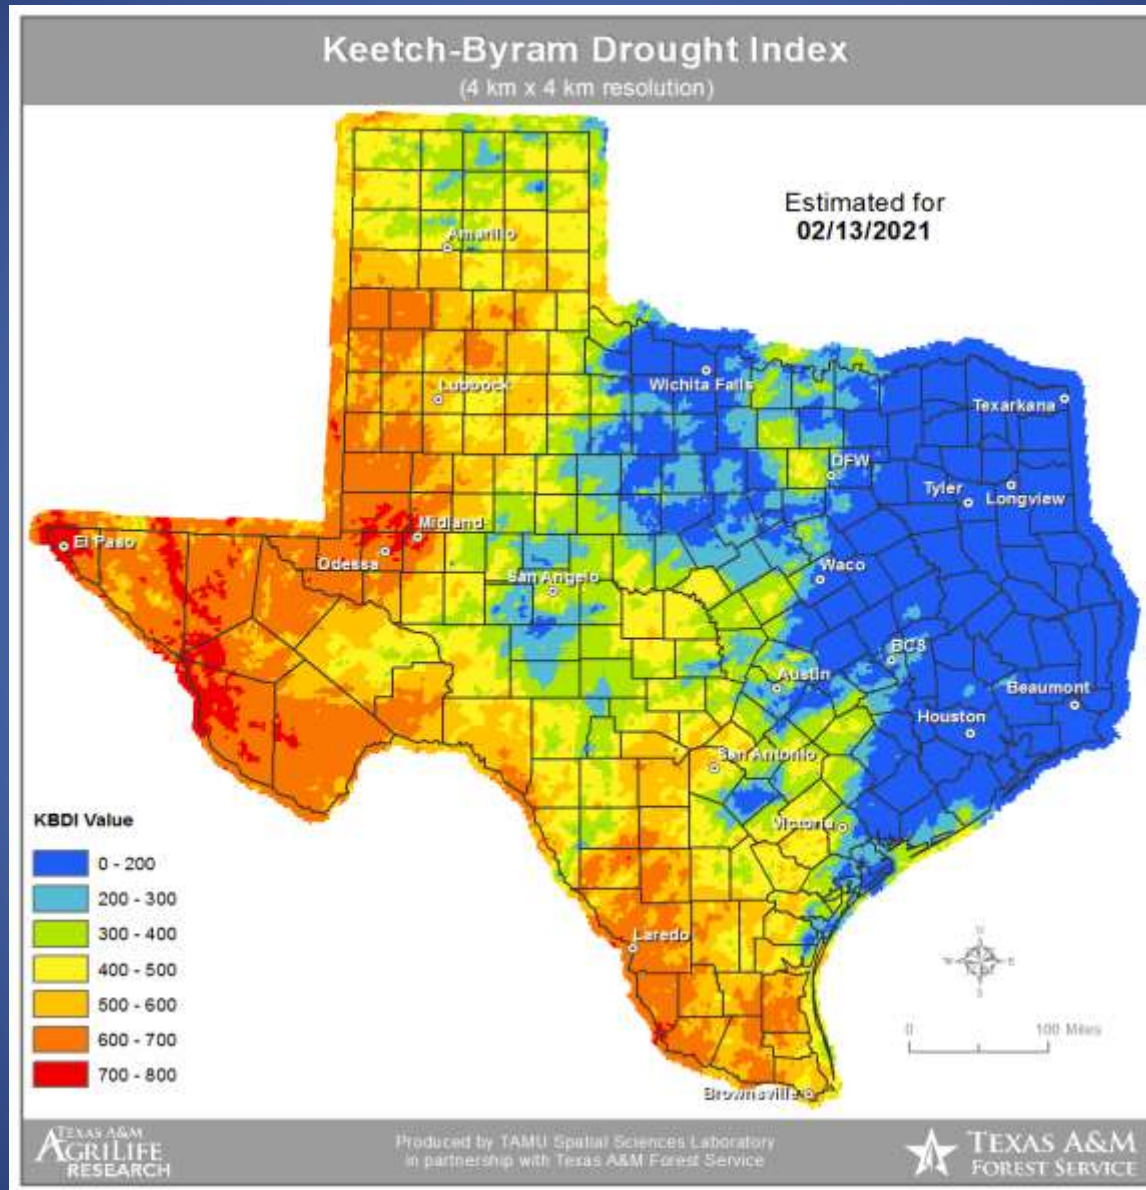 Keetch-Byram Drought Index
(4 km x 4 km resolution)
Estimated for
02/13/2021
Amarillo
Lubbock
Wichita Falls
Texarkana
DFW
Tyler
Longview
Midland
El Paso
Odessa
San Angelo
Waco
BCS
Austin
Beaumont
Houston
San Antonio
Victoria
Laredo
Brownsville
KBDI Value
0 - 200
200 - 300
300 - 400
400 - 500
500 - 600
600 - 700
700 - 800
N
W E
S
0 100 Miles
TEXAS A&M
AGRILIFE
RESEARCH
Produced by TAMU Spatial Sciences Laboratory
in partnership with Texas A&M Forest Service
TEXAS A&M
FOREST SERVICE